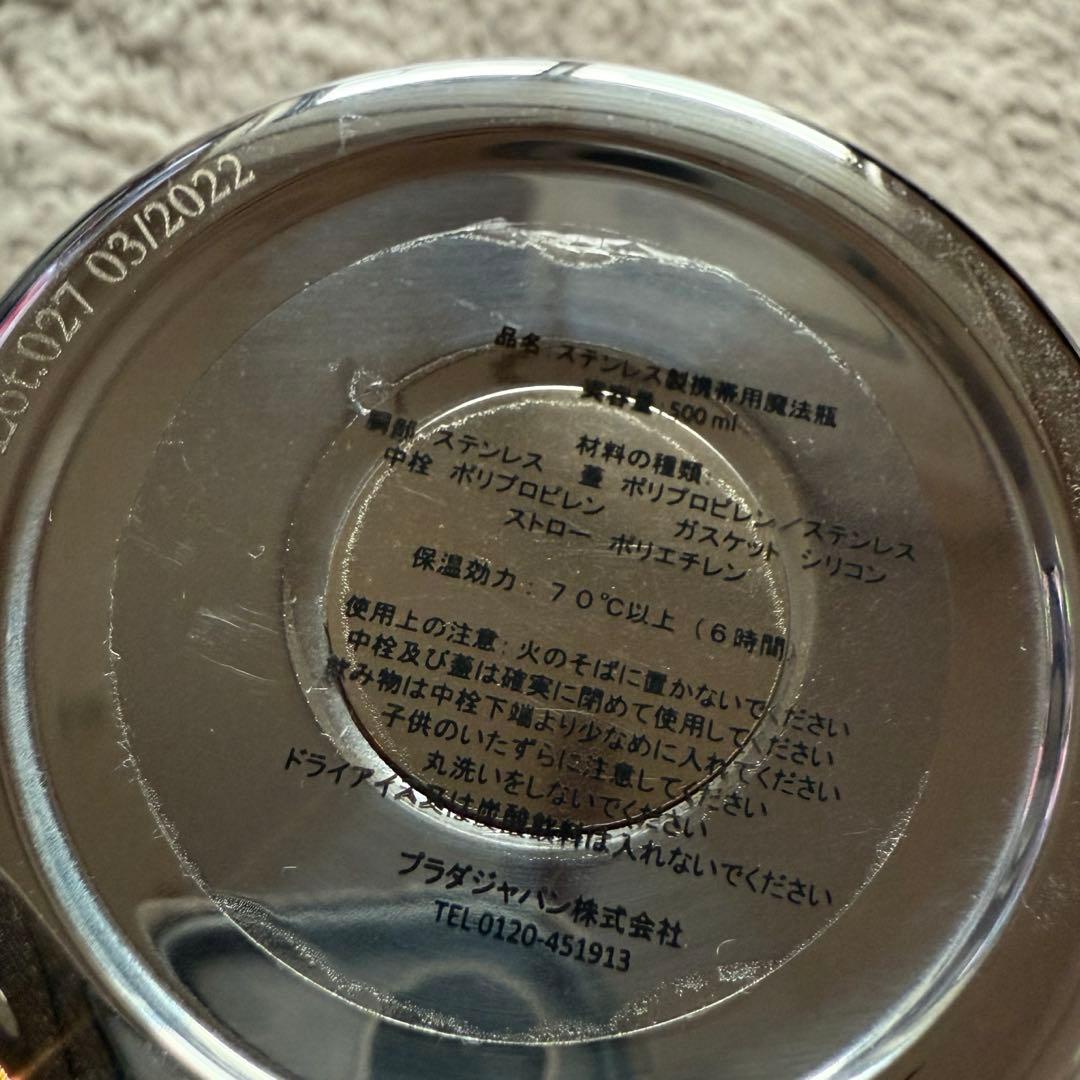 Lot.027 03/2022
品名:ステンレス製携帯用魔法瓶
実容量:500ml
材料の種類:
胴部 ステンレス 蓋 ポリプロピレン/ステンレス
中栓 ポリプロピレン ガスケット シリコン
ストロー ポリエチレン
保温効力:70℃以上(6時間)
使用上の注意:火のそばに置かないでください
中栓及び蓋は確実に閉めて使用してください
飲み物は中栓下端より少なめに入れてください
子供のいたずらに注意してください
丸洗いをしないでください
ドライアイス又は炭酸飲料は入れないでください
プラダジャパン株式会社
TEL-0120-451913